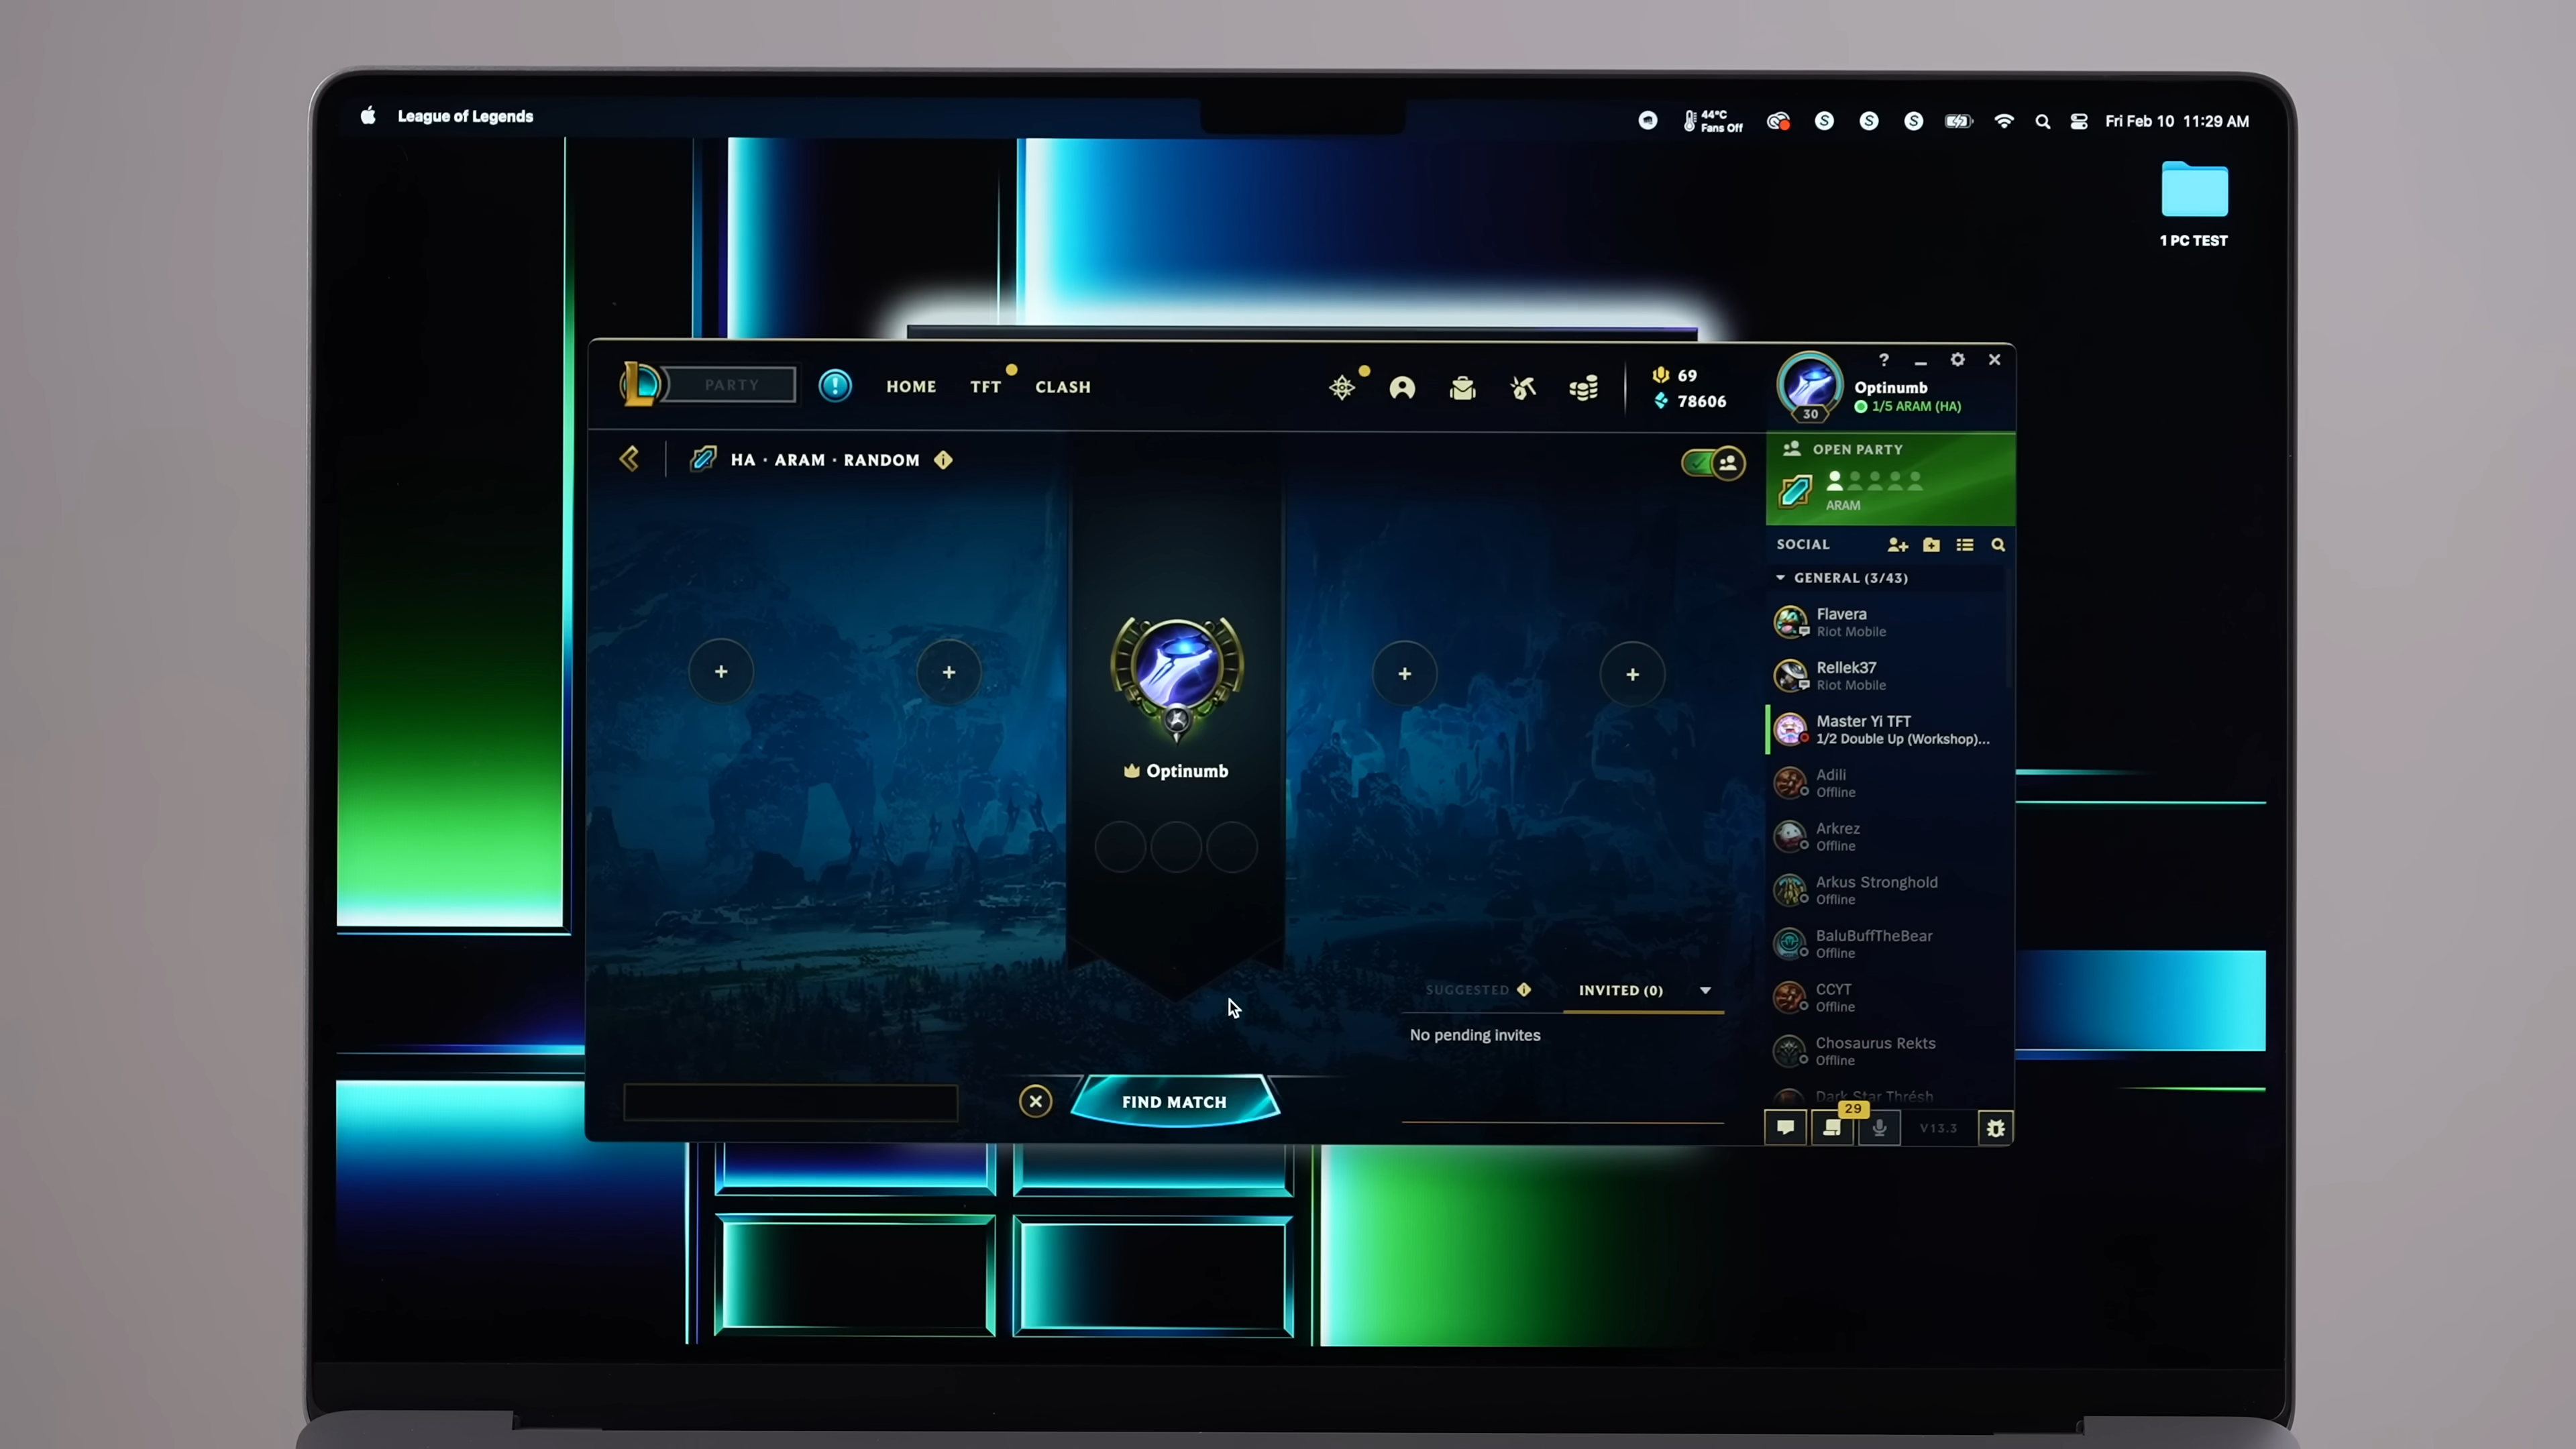 League of Legends
44°C
Fans Off
Fri Feb 10 11:29 AM
1 PC TEST
PARTY
HOME
TFT
CLASH
69
78606
30
Optinumb
1/5 ARAM (HA)
HA · ARAM · RANDOM
OPEN PARTY
ARAM
SOCIAL
GENERAL (3/43)
Flavera
Riot Mobile
Rellek37
Riot Mobile
Master Yi TFT
1/2 Double Up (Workshop)...
Adili
Offline
Arkrez
Offline
Arkus Stronghold
Offline
BaluBuffTheBear
Offline
CCYT
Offline
Chosaurus Rekts
Offline
Dark Star Thrésh
Optinumb
SUGGESTED
INVITED (0)
No pending invites
FIND MATCH
29
V13.3